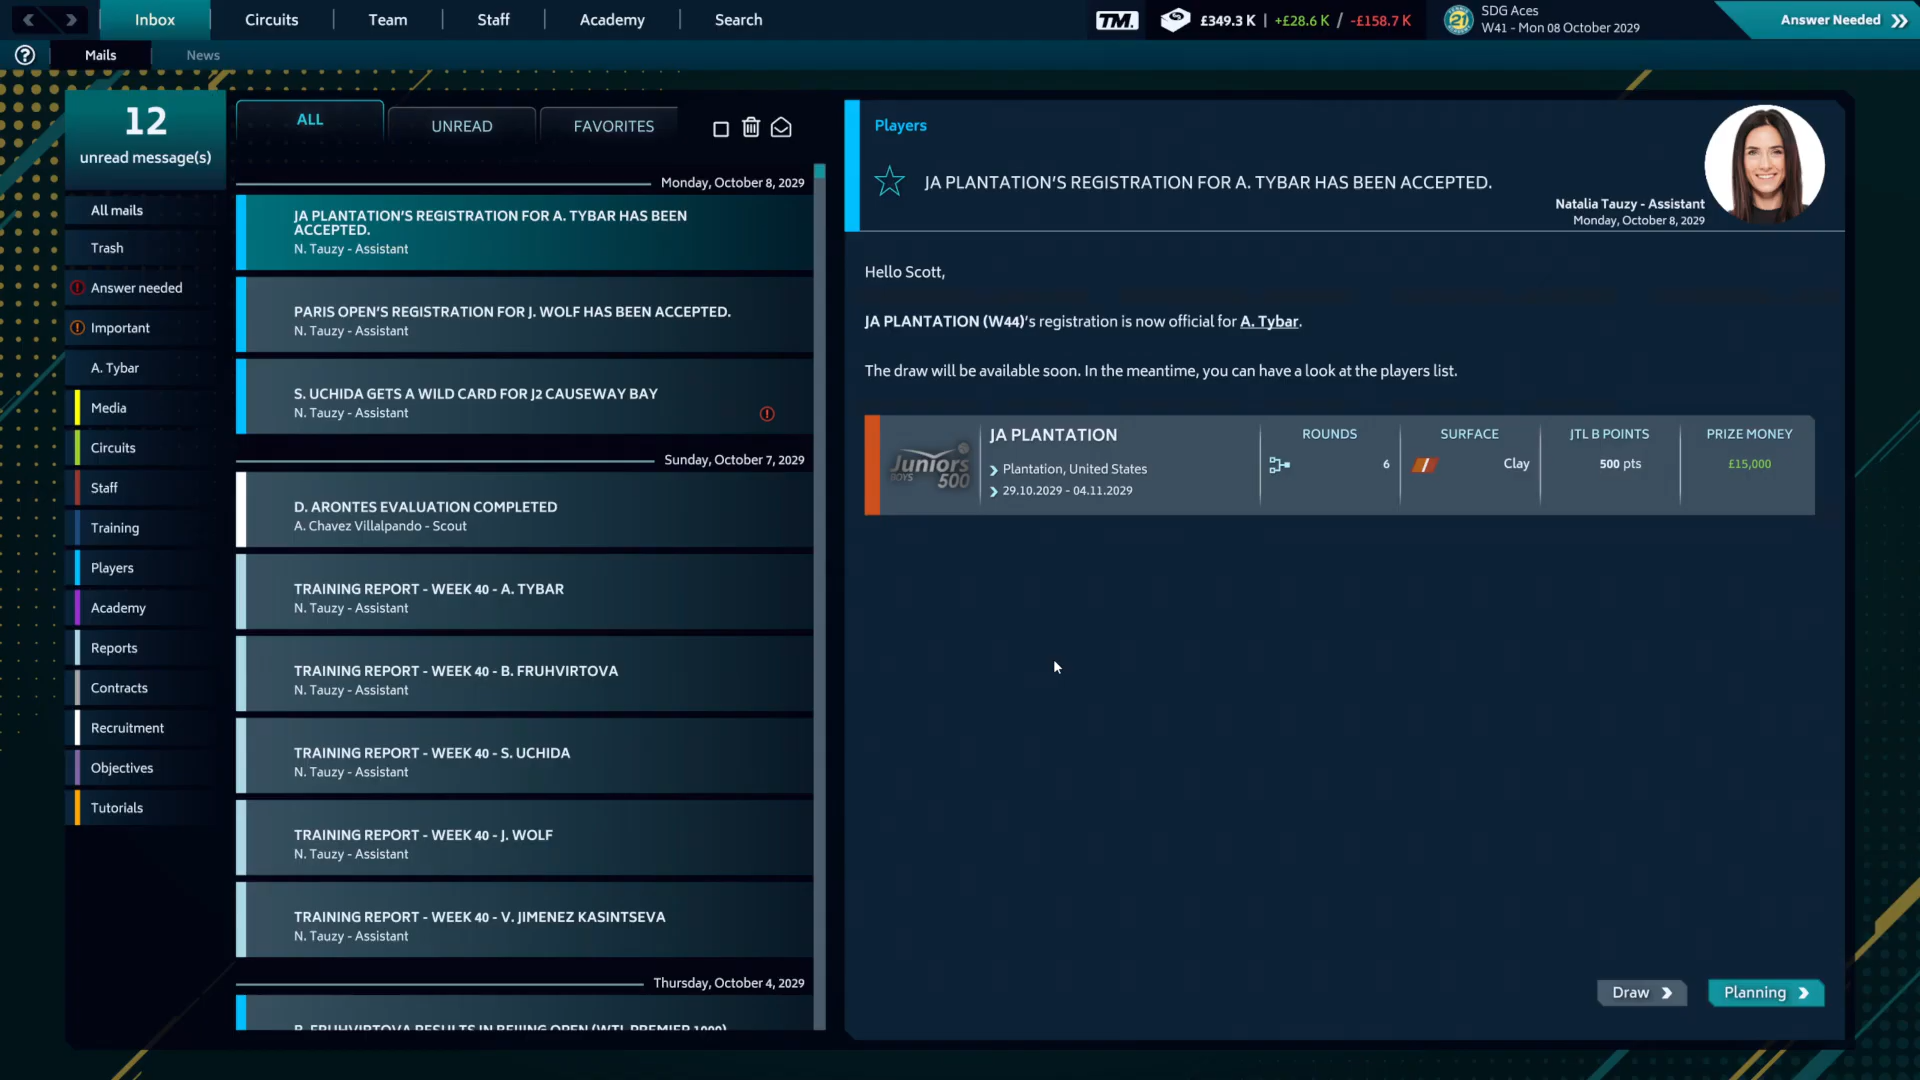 Inbox
Circuits
Team
Staff
Academy
Search
TM.
£349.3 K | +£28.6 K / -£158.7 K
21
SDG Aces
W41 - Mon 08 October 2029
Answer Needed
?
Mails
News
12
unread message(s)
All mails
Trash
Answer needed
Important
A. Tybar
Media
Circuits
Staff
Training
Players
Academy
Reports
Contracts
Recruitment
Objectives
Tutorials
ALL
UNREAD
FAVORITES
Monday, October 8, 2029
JA PLANTATION'S REGISTRATION FOR A. TYBAR HAS BEEN
ACCEPTED.
N. Tauzy - Assistant
PARIS OPEN'S REGISTRATION FOR J. WOLF HAS BEEN ACCEPTED.
N. Tauzy - Assistant
S. UCHIDA GETS A WILD CARD FOR J2 CAUSEWAY BAY
N. Tauzy - Assistant
Sunday, October 7, 2029
D. ARONTES EVALUATION COMPLETED
A. Chavez Villalpando - Scout
TRAINING REPORT - WEEK 40 - A. TYBAR
N. Tauzy - Assistant
TRAINING REPORT - WEEK 40 - B. FRUHVIRTOVA
N. Tauzy - Assistant
TRAINING REPORT - WEEK 40 - S. UCHIDA
N. Tauzy - Assistant
TRAINING REPORT - WEEK 40 - J. WOLF
N. Tauzy - Assistant
TRAINING REPORT - WEEK 40 - V. JIMENEZ KASINTSEVA
N. Tauzy - Assistant
Thursday, October 4, 2029
B. FRUHVIRTOVA RESULTS IN BEIJING OPEN (WTL PREMIER 1000)
Players
JA PLANTATION'S REGISTRATION FOR A. TYBAR HAS BEEN ACCEPTED.
Natalia Tauzy - Assistant
Monday, October 8, 2029
Hello Scott,
JA PLANTATION (W44)'s registration is now official for A. Tybar.
The draw will be available soon. In the meantime, you can have a look at the players list.
Juniors
BOYS 500
JA PLANTATION
Plantation, United States
29.10.2029 - 04.11.2029
ROUNDS
6
SURFACE
Clay
JTL B POINTS
500 pts
PRIZE MONEY
£15,000
Draw
Planning